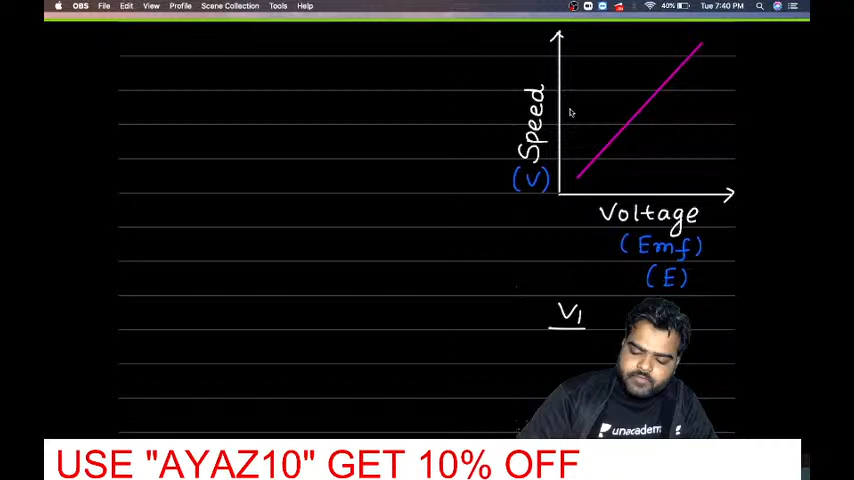 OBS File Edit View Profile Scene Collection Tools Help 40% Tue 7:40 PM
Speed
(V)
Voltage
(Emf)
(E)
V1
unacadem
USE "AYAZ10" GET 10% OFF